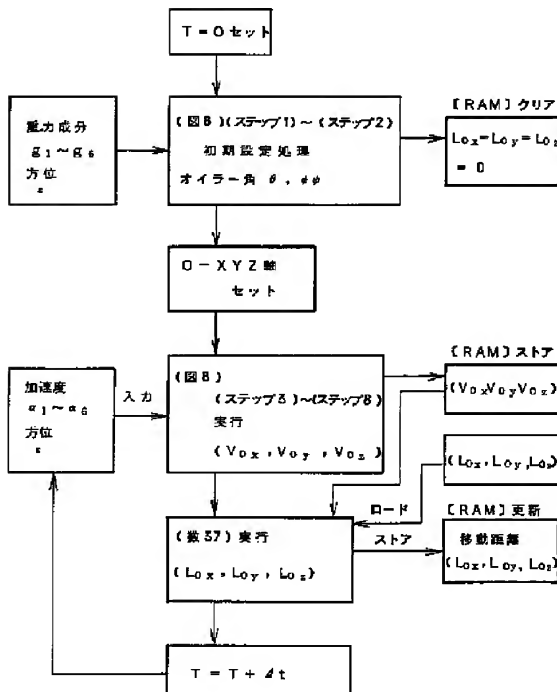 T=0セット
重力成分
g1〜g6
方位
ε
(図8)(ステップ1)〜(ステップ2)
初期設定処理
オイラー角 θ,φψ
[RAM]クリア
Lox=Loy=Loz
=0
O-XYZ軸
セット
加速度
α1〜α6
方位
ε
入力
(図8)
(ステップ3)〜(ステップ8)
実行
(Vox,Voy,Voz)
[RAM]ストア
(VoxVoyVoz)
(Lox,Loy,Loz)
ロード
[RAM]更新
ストア
移動距離
(Lox,Loy,Loz)
(数37)実行
(Lox,Loy,Loz)
T=T+Δt